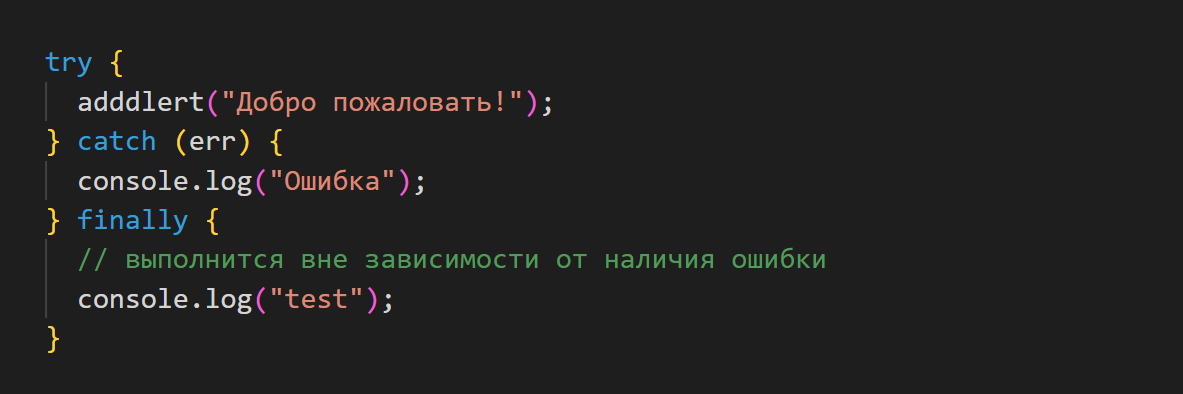 try {
  adddlert("Добро пожаловать!");
} catch (err) {
  console.log("Ошибка");
} finally {
  // выполнится вне зависимости от наличия ошибки
  console.log("test");
}